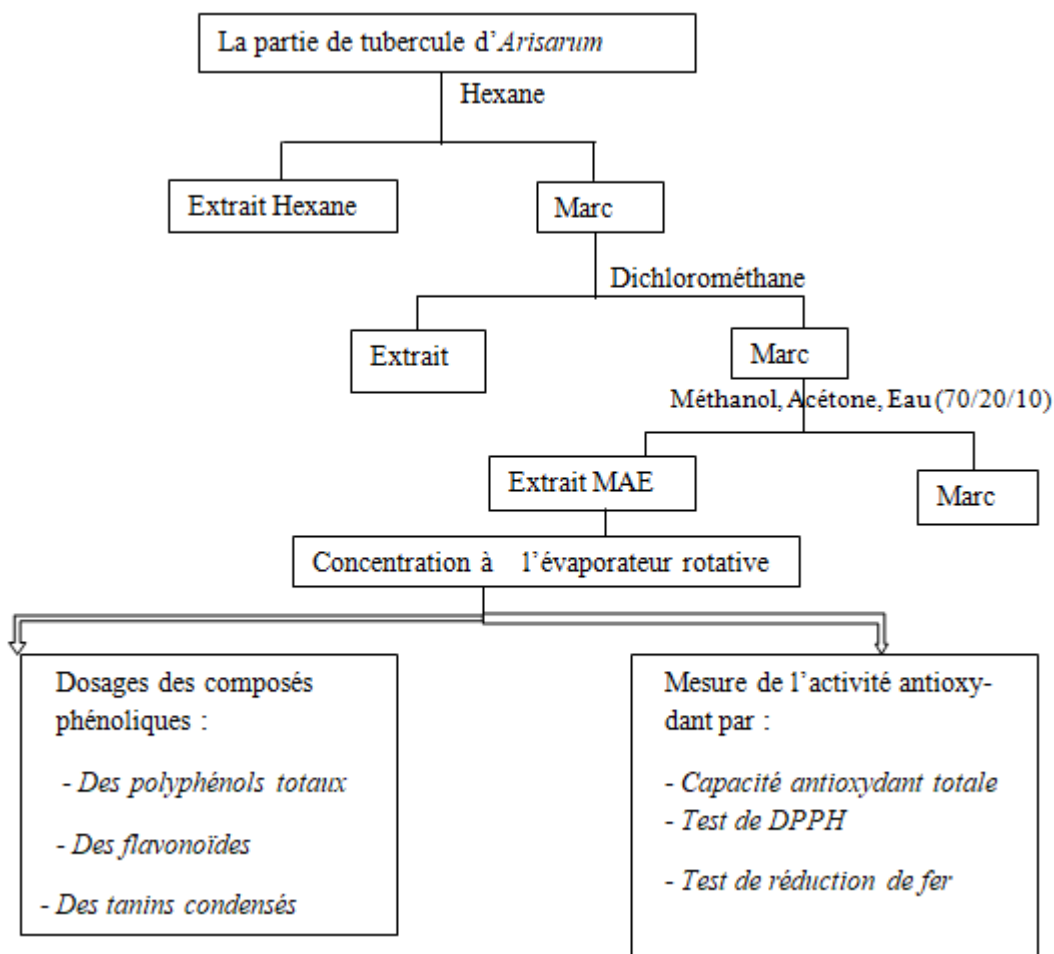 La partie de tubercule d’Arisarum
Hexane
Extrait Hexane
Marc
Dichlorométhane
Extrait
Marc
Méthanol, Acétone, Eau (70/20/10)
Extrait MAE
Marc
Concentration à l’évaporateur rotative
Dosages des composés
phénoliques :
- Des polyphénols totaux
- Des flavonoïdes
- Des tanins condensés
Mesure de l’activité antioxy-
dant par :
- Capacité antioxydant totale
- Test de DPPH
- Test de réduction de fer